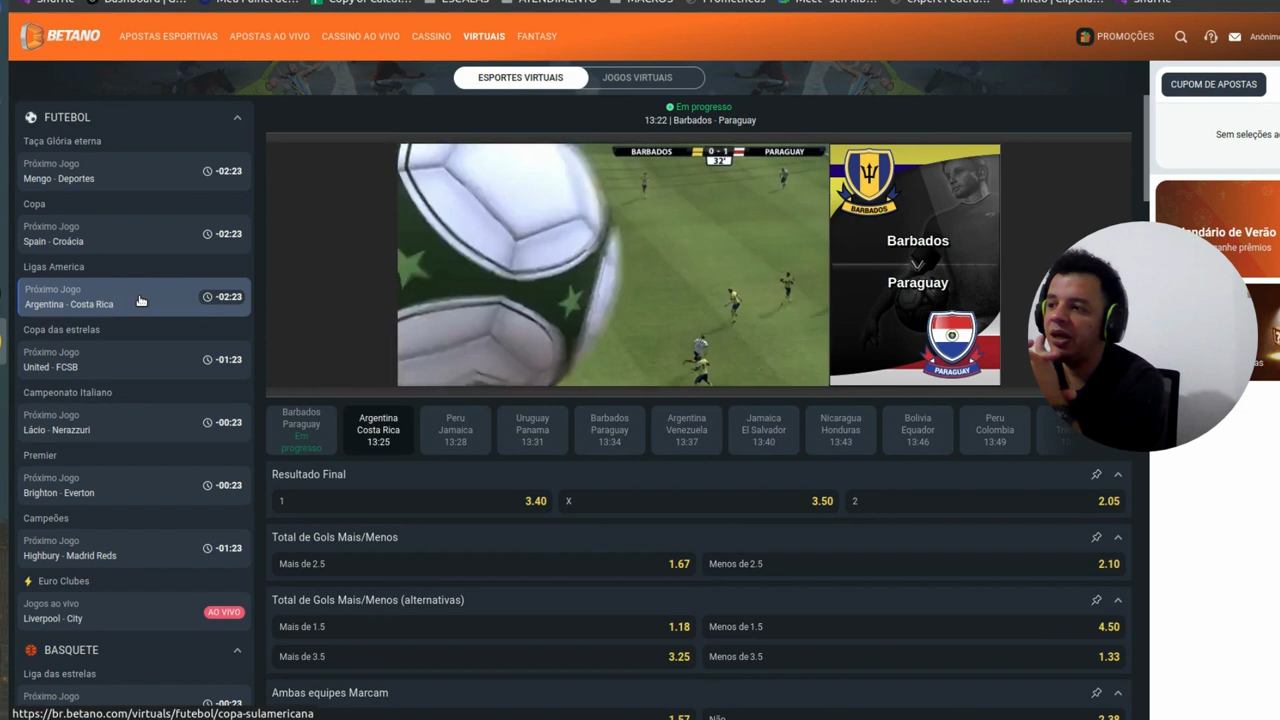 BETANO
APOSTAS ESPORTIVAS
APOSTAS AO VIVO
CASSINO AO VIVO
CASSINO
VIRTUAIS
FANTASY
PROMOÇÕES
ESPORTES VIRTUAIS
JOGOS VIRTUAIS
CUPOM DE APOSTAS
Sem seleções
FUTEBOL
Taça Glória eterna
Próximo Jogo
Mengo - Deportes
-02:23
Copa
Próximo Jogo
Spain - Croácia
-02:23
Ligas America
Próximo Jogo
Argentina - Costa Rica
-02:23
Copa das estrelas
Próximo Jogo
United - FCSB
-01:23
Campeonato Italiano
Próximo Jogo
Lácio - Nerazzuri
-00:23
Premier
Próximo Jogo
Brighton - Everton
-00:23
Campeões
Próximo Jogo
Highbury - Madrid Reds
-01:23
Euro Clubes
Jogos ao vivo
Liverpool - City
AO VIVO
BASQUETE
Liga das estrelas
Próximo Jogo
-00:23
Em progresso
13:22 | Barbados - Paraguay
BARBADOS 0 - 1 PARAGUAY
32'
BARBADOS
Barbados
Paraguay
PARAGUAY
Barbados
Paraguay
Em
progresso
Argentina
Costa Rica
13:25
Peru
Jamaica
13:28
Uruguay
Panama
13:31
Barbados
Paraguay
13:34
Argentina
Venezuela
13:37
Jamaica
El Salvador
13:40
Nicaragua
Honduras
13:43
Bolivia
Equador
13:46
Peru
Colombia
13:49
Resultado Final
1 3.40 X 3.50 2 2.05
Total de Gols Mais/Menos
Mais de 2.5 1.67 Menos de 2.5 2.10
Total de Gols Mais/Menos (alternativas)
Mais de 1.5 1.18 Menos de 1.5 4.50
Mais de 3.5 3.25 Menos de 3.5 1.33
Ambas equipes Marcam
1.57 Não 2.38
de Verão
anhe prêmios
https://br.betano.com/virtuals/futebol/copa-sulamericana